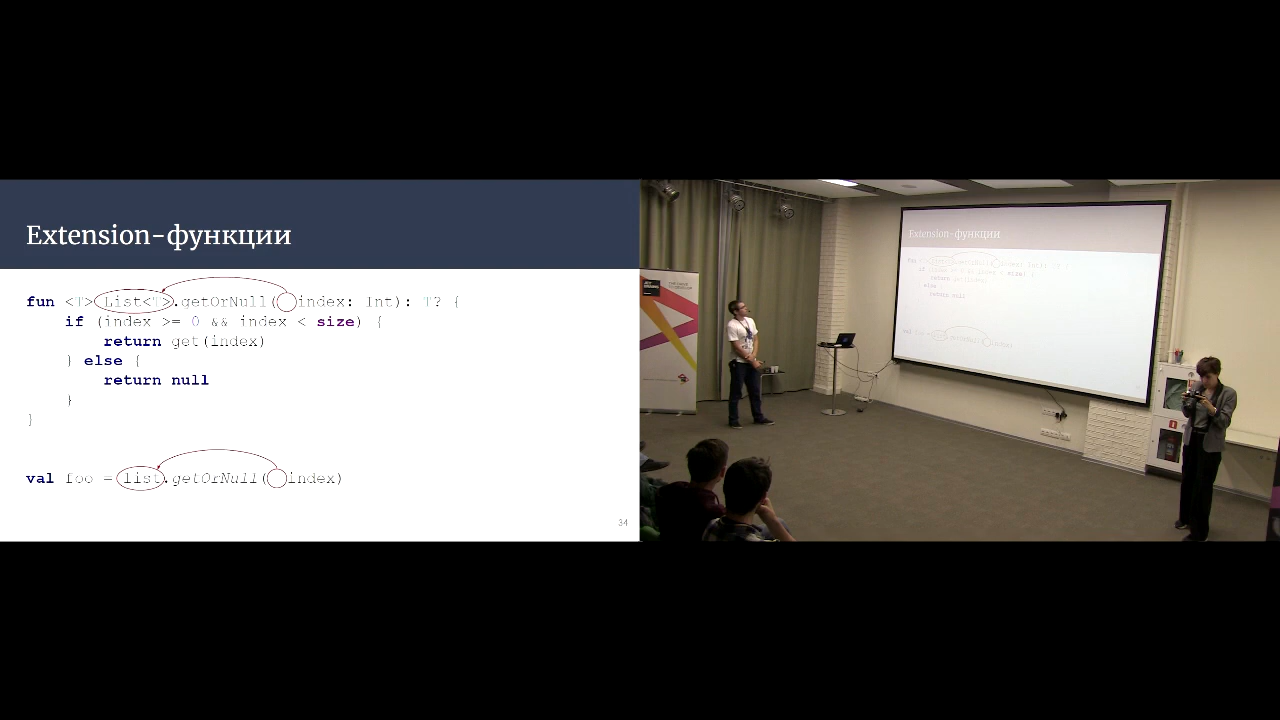 Extension-функции
fun <T> List<T>.getOrNull( index: Int): T? {
if (index >= 0 && index < size) {
return get(index)
} else {
return null
}
}
val foo = list.getOrNull( index)
34
Extension-функции